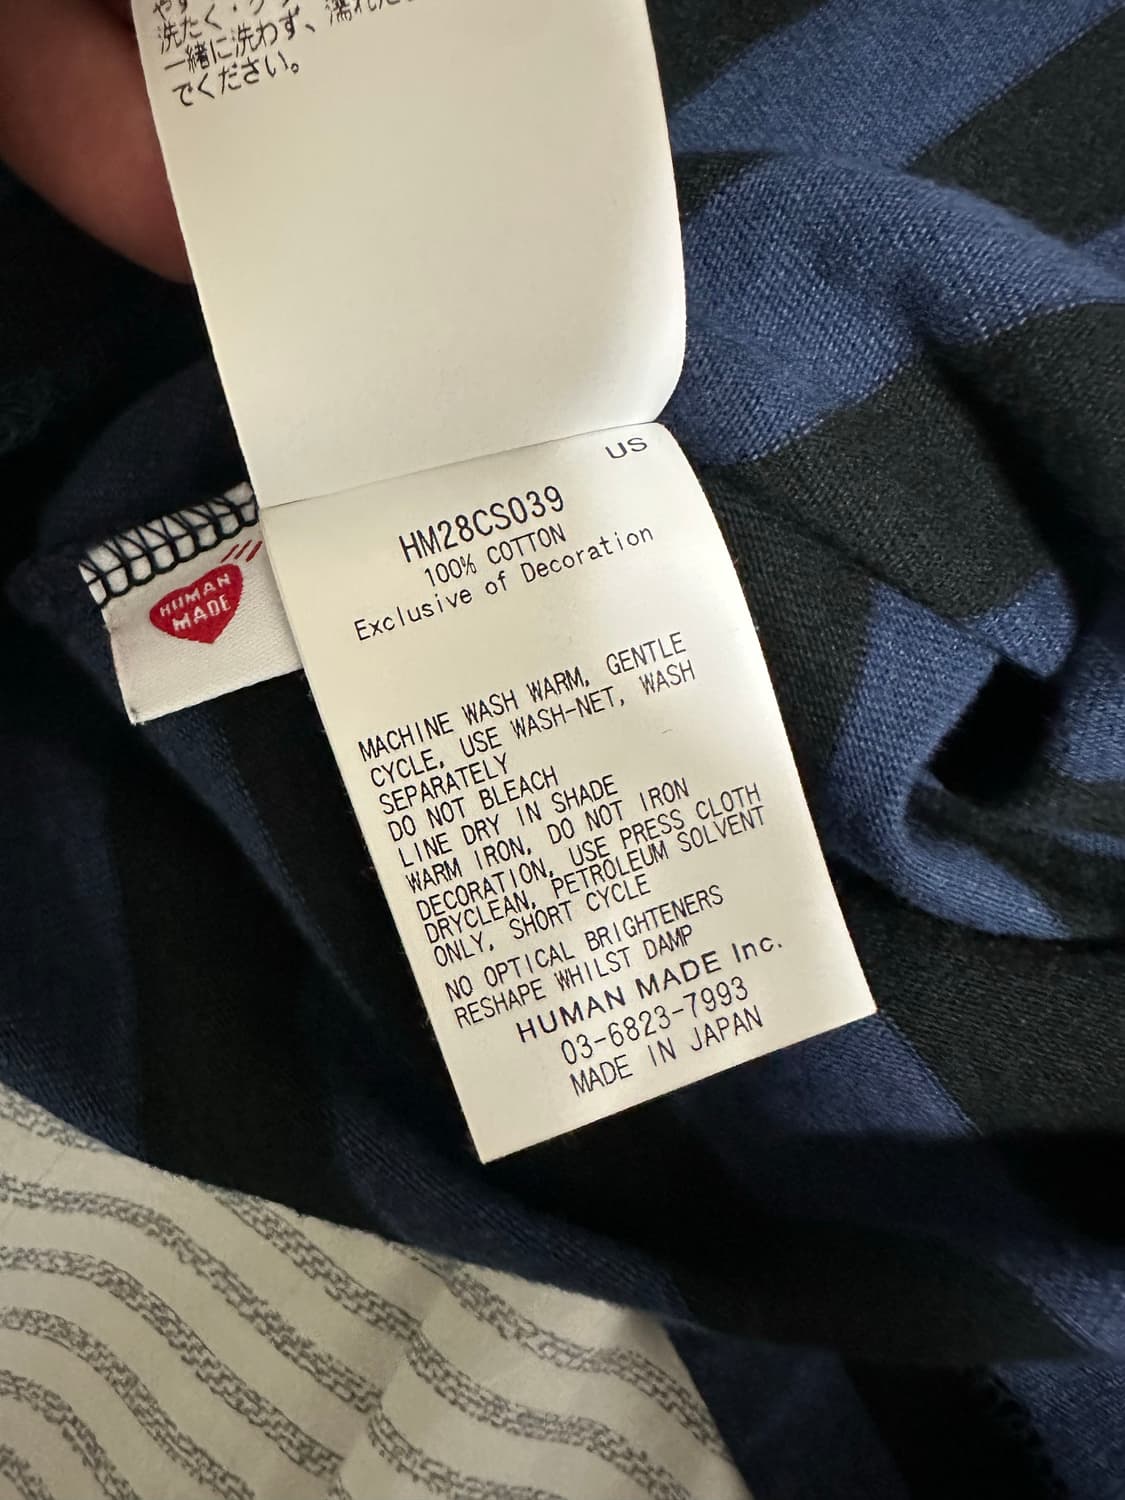 洗たく・
一緒に洗わず、濡れた
でください。
US
HM28CS039
100% COTTON
Exclusive of Decoration
HUMAN
MADE
MACHINE WASH WARM, GENTLE
CYCLE, USE WASH-NET, WASH
SEPARATELY
DO NOT BLEACH
LINE DRY IN SHADE
WARM IRON, DO NOT IRON
DECORATION, USE PRESS CLOTH
DRYCLEAN, PETROLEUM SOLVENT
ONLY, SHORT CYCLE
NO OPTICAL BRIGHTENERS
RESHAPE WHILST DAMP
HUMAN MADE Inc.
03-6823-7993
MADE IN JAPAN